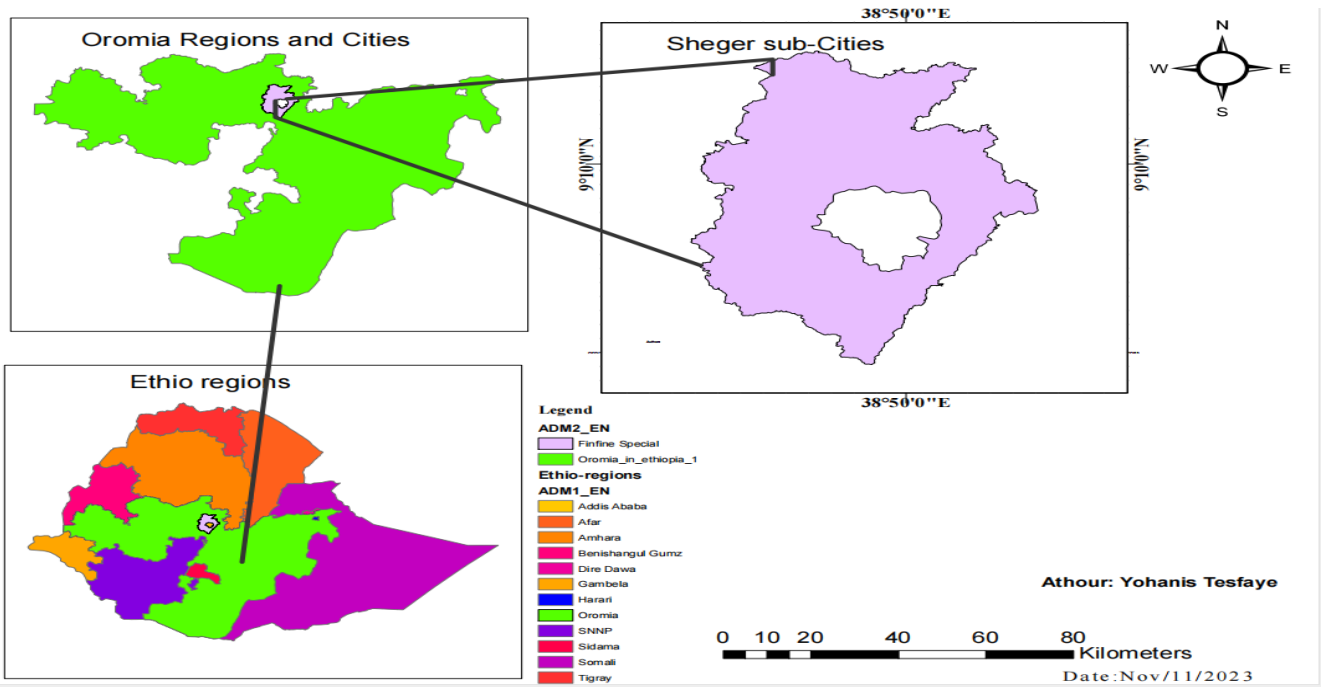 Oromia Regions and Cities
38°50'0"E
Sheger sub-Cities
N
W
E
S
9°10'0"N
9°10'0"N
38°50'0"E
Ethio regions
Legend
ADM2_EN
Finfine Special
Oromia_in_ethiopia_1
Ethio-regions
ADM1_EN
Addis Ababa
Afar
Amhara
Benishangul Gumz
Dire Dawa
Gambela
Harari
Oromia
SNNP
Sidama
Somali
Tigray
Athour: Yohanis Tesfaye
0 10 20 40 60 80
Kilometers
Date:Nov/11/2023